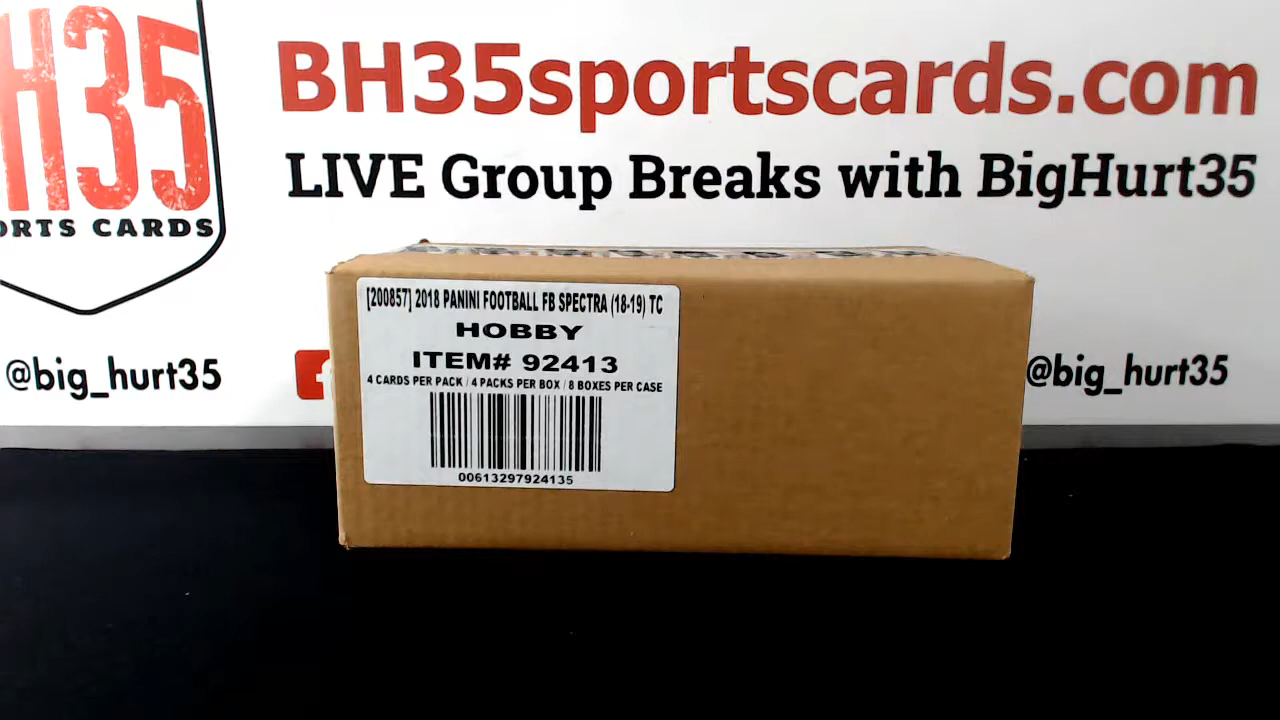 H35
ORTS CARDS
BH35sportscards.com
LIVE Group Breaks with BigHurt35
@big_hurt35
f
@big_hurt35
[200857] 2018 PANINI FOOTBALL FB SPECTRA (18-19) TC
HOBBY
ITEM# 92413
4 CARDS PER PACK / 4 PACKS PER BOX / 8 BOXES PER CASE
00613297924135